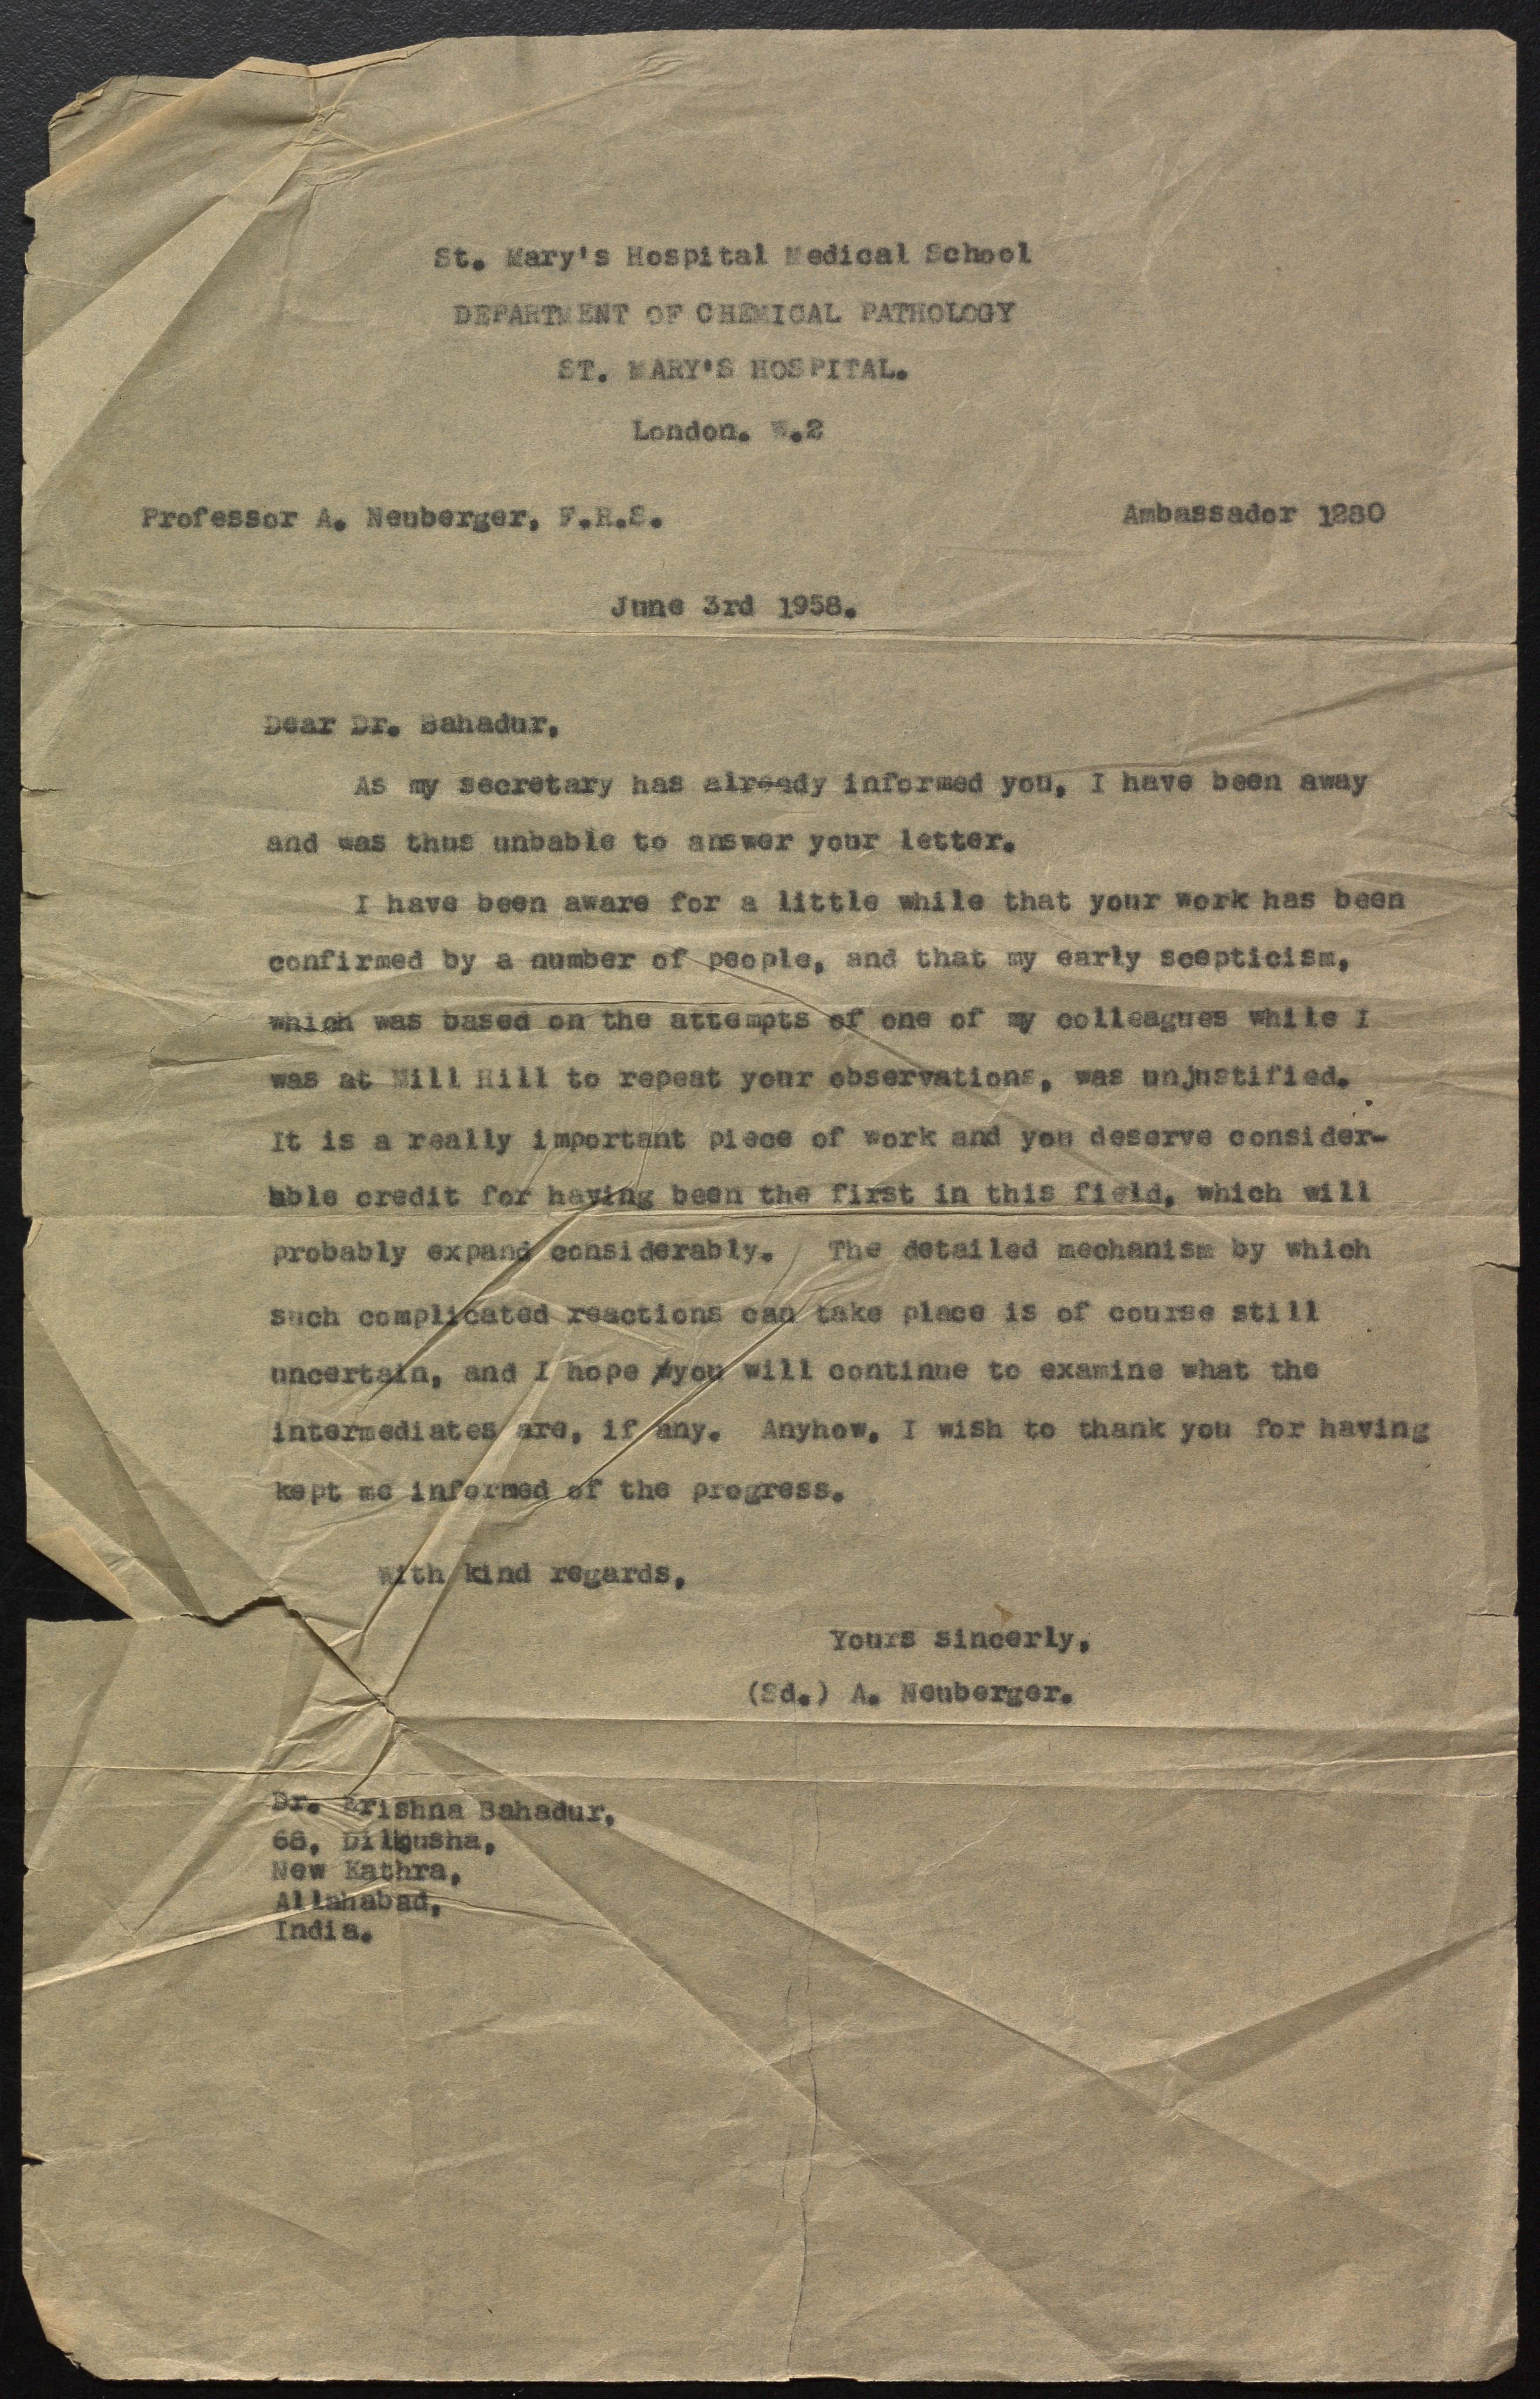 St. Mary's Hospital Medical School
DEPARTMENT OF CHEMICAL PATHOLOGY
ST. MARY'S HOSPITAL.
London. W.2
Professor A. Neuberger, F.R.S.
Ambassador 1280
June 3rd 1958.
Dear Dr. Bahadur,
As my secretary has already informed you, I have been away
and was thus unbable to answer your letter.
I have been aware for a little while that your work has been
confirmed by a number of people, and that my early scepticism,
which was based on the attempts of one of my colleagues while I
was at Mill Hill to repeat your observations, was unjustified.
It is a really important piece of work and you deserve consider-
able credit for having been the first in this field, which will
probably expand considerably. The detailed mechanism by which
such complicated reactions can take place is of course still
uncertain, and I hope you will continue to examine what the
intermediates are, if any. Anyhow, I wish to thank you for having
kept me informed of the progress.
With kind regards,
Yours sincerly,
(Sd.) A. Neuberger.
Dr. Krishna Bahadur,
68, Dilkusha,
New Kathra,
Allahabad,
India.